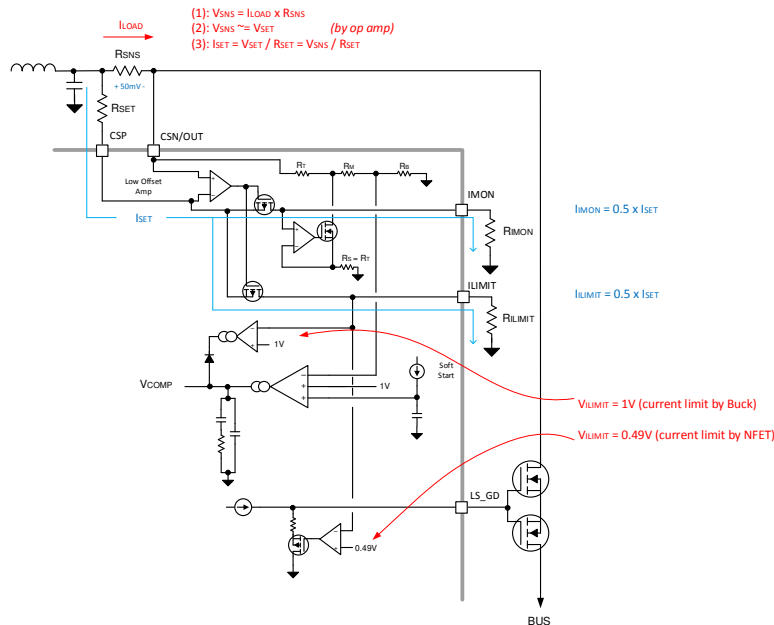 (1): VSNS = ILOAD x RSNS
ILOAD
(2): VSNS ~= VSET (by op amp)
(3): ISET = VSET / RSET = VSNS / RSET
RSNS
+ 50mV -
RSET
CSP
CSN/OUT
RT
RM
RB
Low Offset
Amp
IMON
ISET
IMON = 0.5 x ISET
RIMON
RS = RT
ILIMIT
IILIMIT = 0.5 x ISET
RILIMIT
1V
Soft
Start
VCOMP
1V
VILIMIT = 1V (current limit by Buck)
VILIMIT = 0.49V (current limit by NFET)
LS_GD
0.49V
BUS